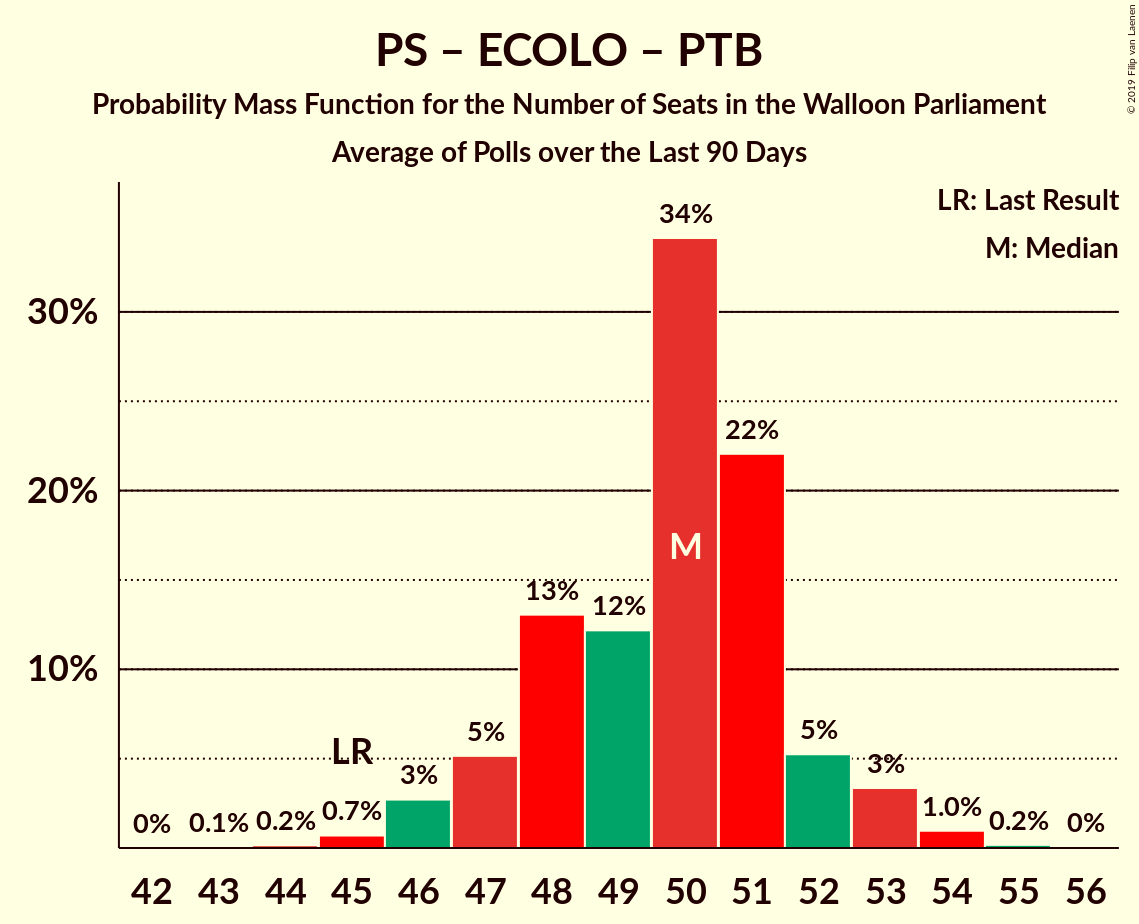 PS – ECOLO – PTB
Probability Mass Function for the Number of Seats in the Walloon Parliament
Average of Polls over the Last 90 Days
© 2019 Filip van Laenen
LR: Last Result
M: Median
30%
20%
10%
0%
0.1%
0.2%
0.7%
LR
3%
5%
13%
12%
34%
M
22%
5%
3%
1.0%
0.2%
0%
42 43 44 45 46 47 48 49 50 51 52 53 54 55 56